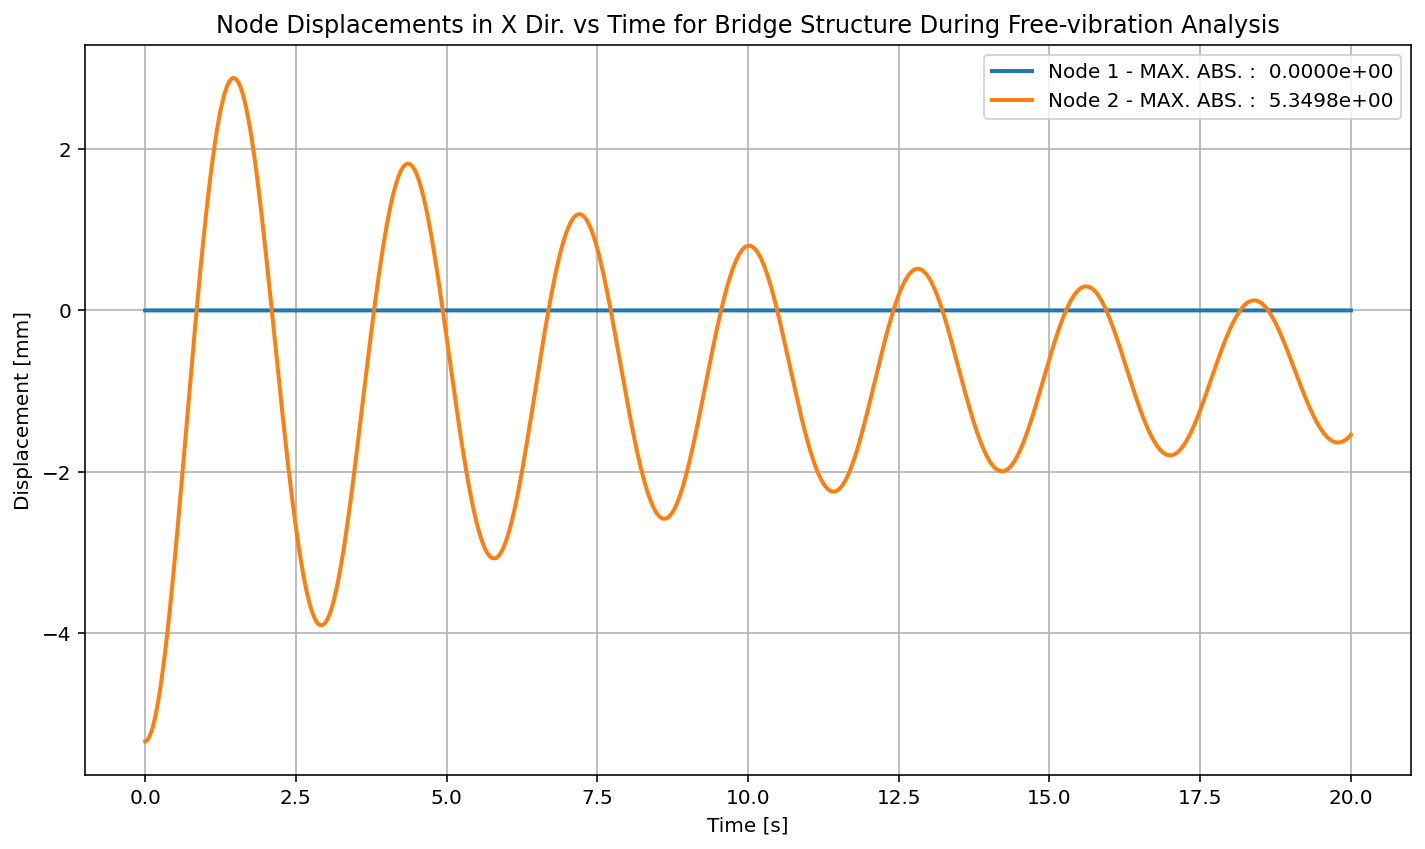 Node Displacements in X Dir. vs Time for Bridge Structure During Free-vibration Analysis
Node 1 - MAX. ABS. :  0.0000e+00
Node 2 - MAX. ABS. :  5.3498e+00
Displacement [mm]
2
0
−2
−4
0.0 2.5 5.0 7.5 10.0 12.5 15.0 17.5 20.0
Time [s]